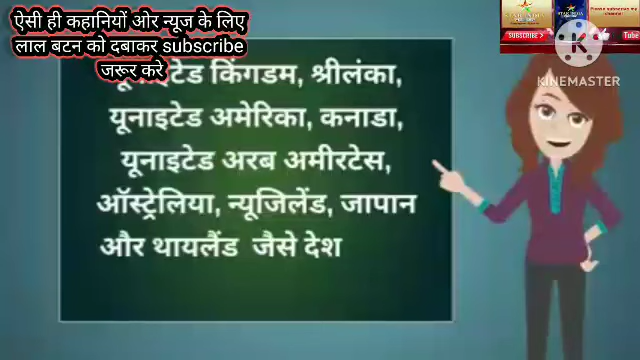 ऐसी ही कहानियों ओर न्यूज के लिए
लाल बटन को दबाकर subscribe
जरूर करे
किंगडम, श्रीलंका,
यूनाइटेड अमेरिका, कनाडा,
यूनाइटेड अरब अमीरटेस,
ऑस्ट्रेलिया, न्यूजिलेंड, जापान
और थायलैंड जैसे देश
SUBSCRIBE
Tube
KINEMASTER